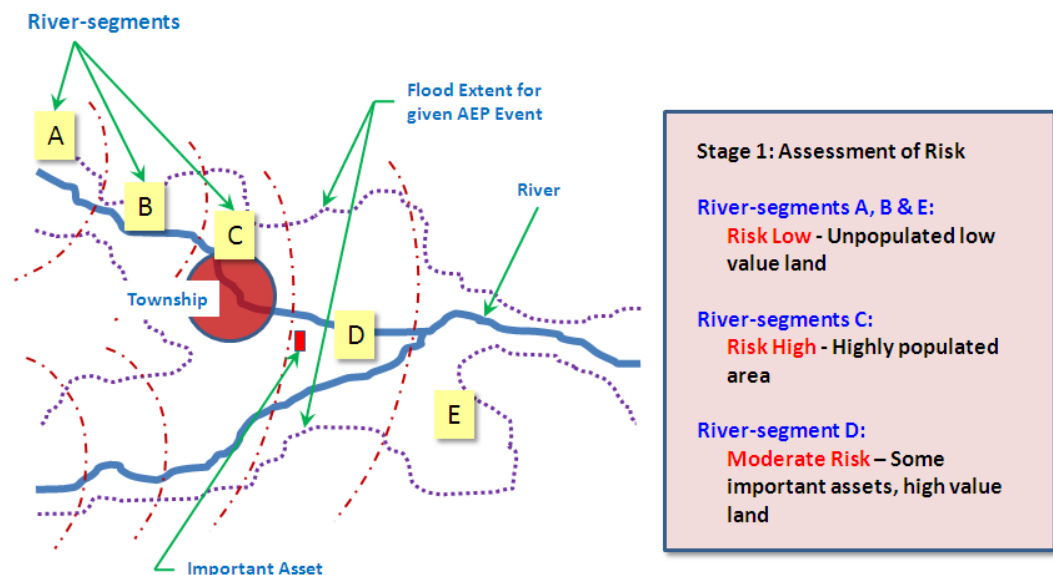 River-segments
A
B
C
Flood Extent for
given AEP Event
River
Township
D
E
Important Asset
Stage 1: Assessment of Risk
River-segments A, B & E:
Risk Low - Unpopulated low
value land
River-segments C:
Risk High - Highly populated
area
River-segment D:
Moderate Risk – Some
important assets, high value
land